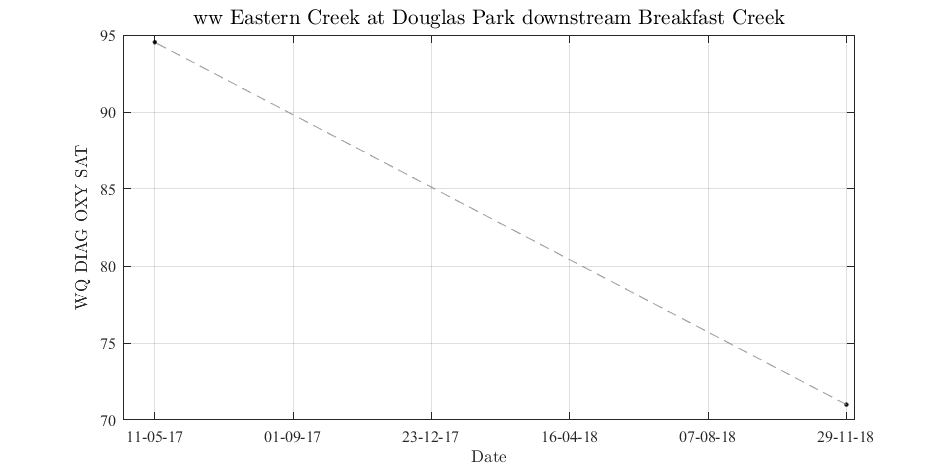 ww Eastern Creek at Douglas Park downstream Breakfast Creek
95
90
85
80
75
70
WQ DIAG OXY SAT
11-05-17 01-09-17 23-12-17 16-04-18 07-08-18 29-11-18
Date